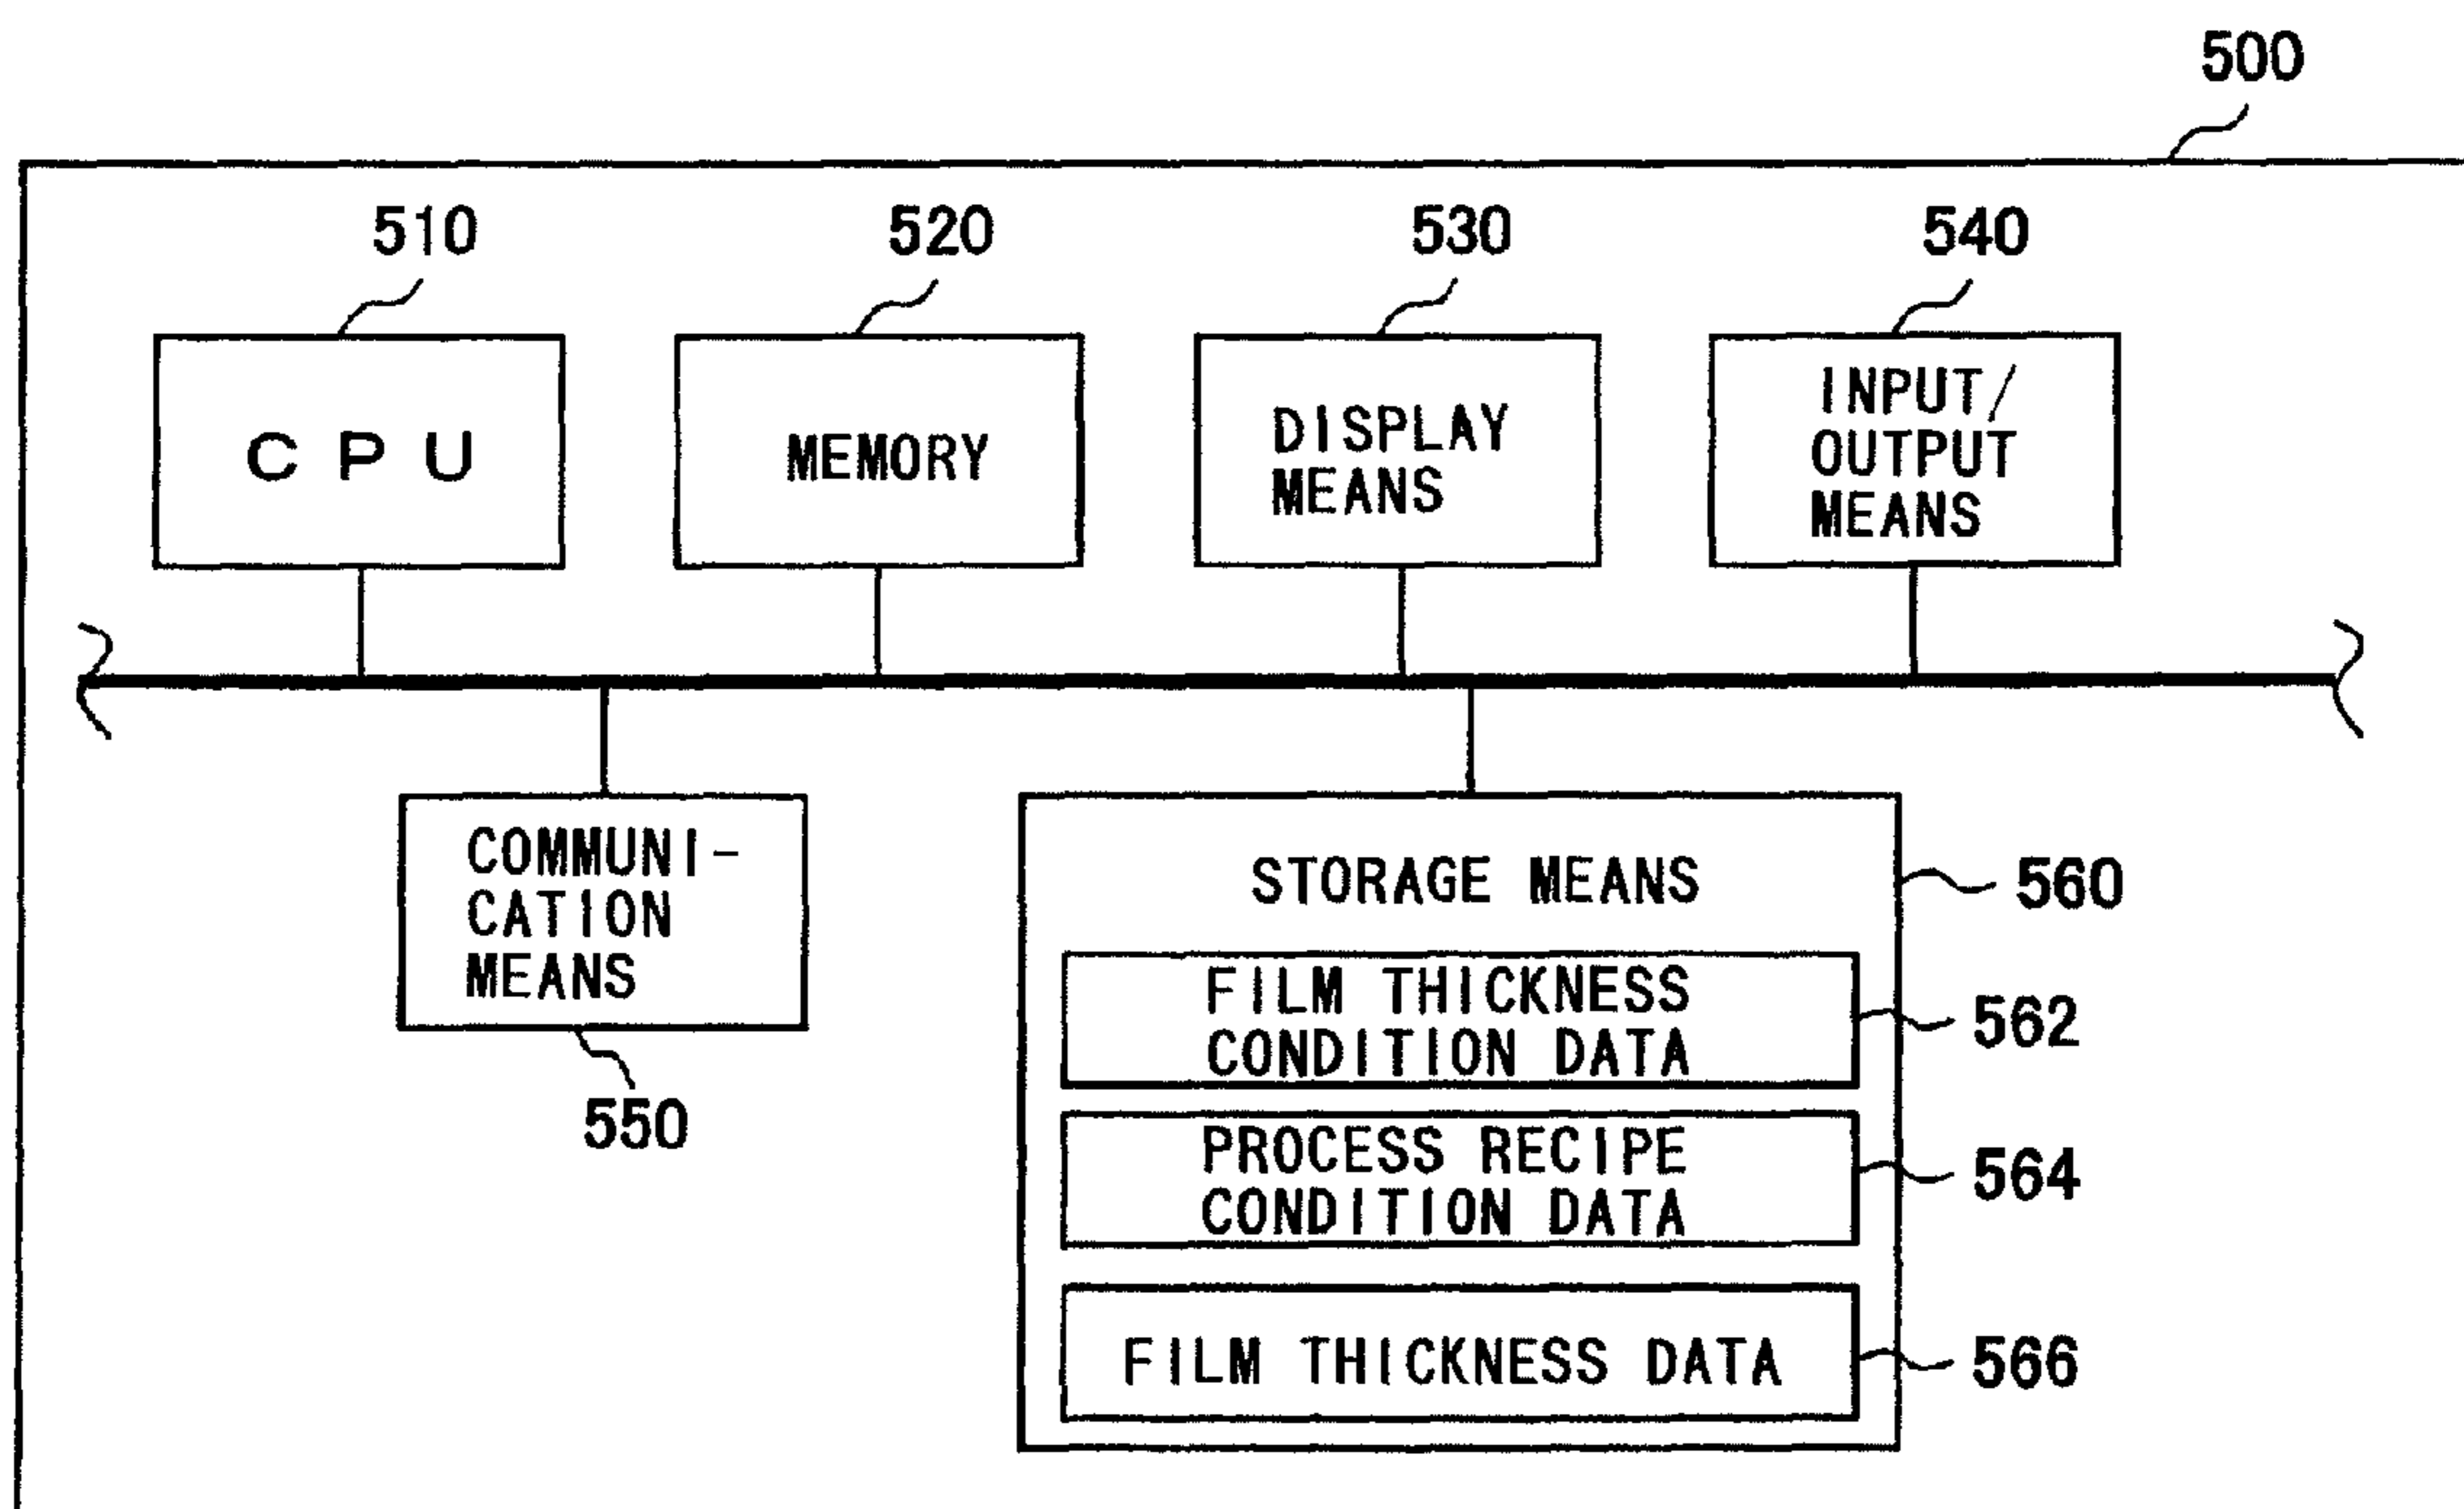 500
510
520
530
540
C P U
MEMORY
DISPLAY
MEANS
INPUT/
OUTPUT
MEANS
COMMUNI-
CATION
MEANS
550
STORAGE MEANS
560
FILM THICKNESS
CONDITION DATA
562
PROCESS RECIPE
CONDITION DATA
564
FILM THICKNESS DATA
566